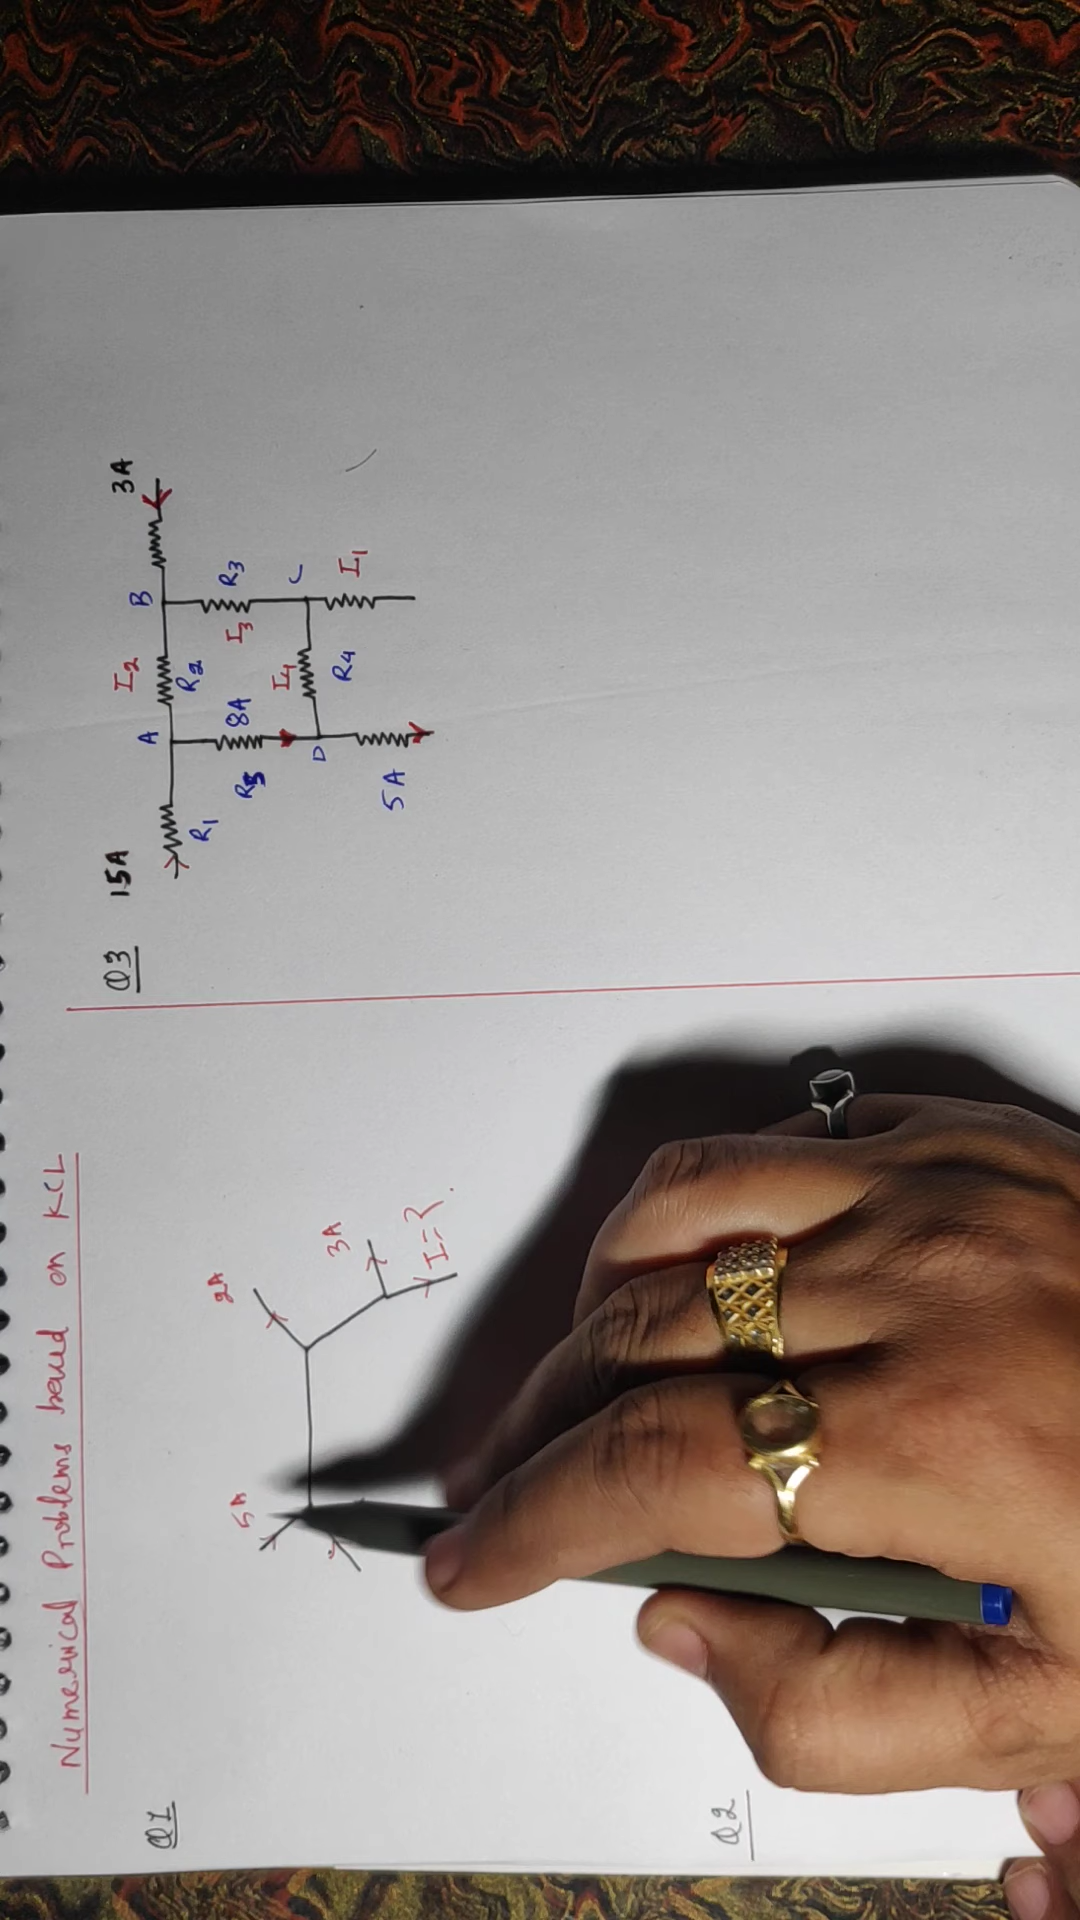 Numerical Problems based on KCL
Q1
5A
2A
3A
I=?
Q2
Q3
15A
R1
A
I2
R2
B
3A
R5
8A
I3
R3
I4
D
R4
C
I1
5A